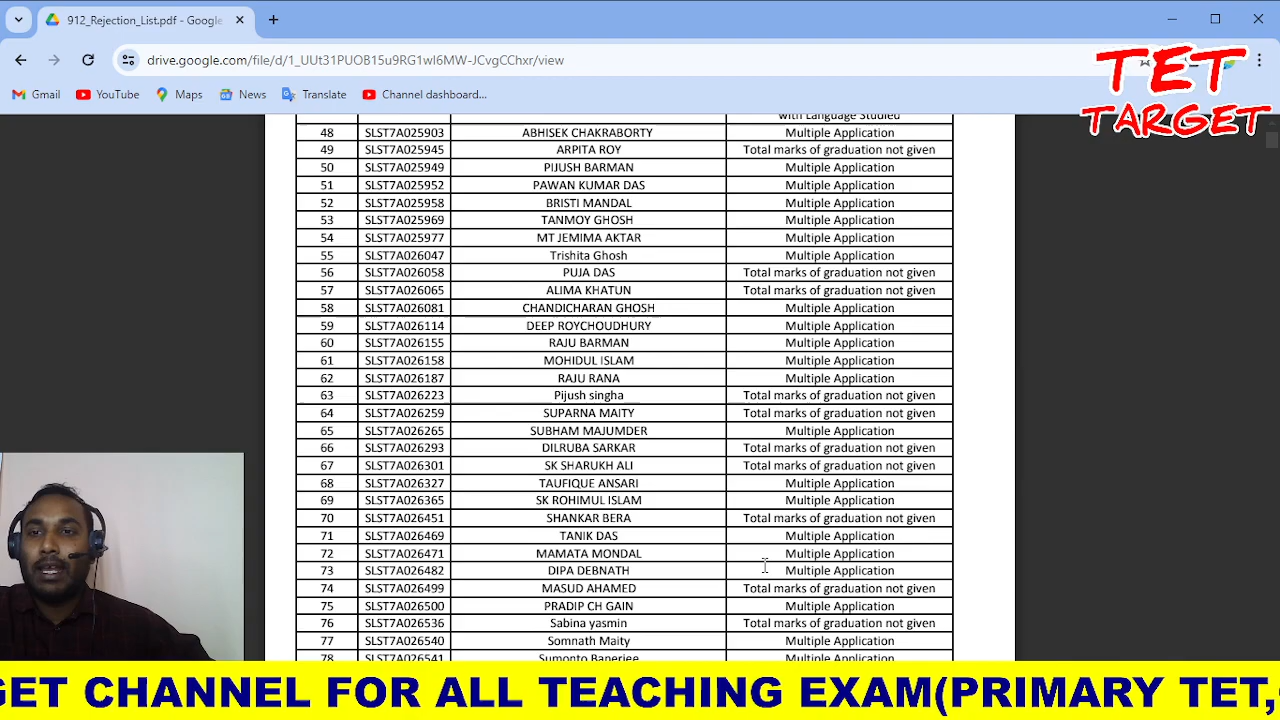 912_Rejection_List.pdf - Google
drive.google.com/file/d/1_UUt31PUOB15u9RG1wI6MW-JCvgCChxr/view
Gmail YouTube Maps News Translate Channel dashboard...
TET
TARGET
with Language Studied
48 SLST7A025903 ABHISEK CHAKRABORTY Multiple Application
49 SLST7A025945 ARPITA ROY Total marks of graduation not given
50 SLST7A025949 PIJUSH BARMAN Multiple Application
51 SLST7A025952 PAWAN KUMAR DAS Multiple Application
52 SLST7A025958 BRISTI MANDAL Multiple Application
53 SLST7A025969 TANMOY GHOSH Multiple Application
54 SLST7A025977 MT JEMIMA AKTAR Multiple Application
55 SLST7A026047 Trishita Ghosh Multiple Application
56 SLST7A026058 PUJA DAS Total marks of graduation not given
57 SLST7A026065 ALIMA KHATUN Total marks of graduation not given
58 SLST7A026081 CHANDICHARAN GHOSH Multiple Application
59 SLST7A026114 DEEP ROYCHOUDHURY Multiple Application
60 SLST7A026155 RAJU BARMAN Multiple Application
61 SLST7A026158 MOHIDUL ISLAM Multiple Application
62 SLST7A026187 RAJU RANA Multiple Application
63 SLST7A026223 Pijush singha Total marks of graduation not given
64 SLST7A026259 SUPARNA MAITY Total marks of graduation not given
65 SLST7A026265 SUBHAM MAJUMDER Multiple Application
66 SLST7A026293 DILRUBA SARKAR Total marks of graduation not given
67 SLST7A026301 SK SHARUKH ALI Total marks of graduation not given
68 SLST7A026327 TAUFIQUE ANSARI Multiple Application
69 SLST7A026365 SK ROHIMUL ISLAM Multiple Application
70 SLST7A026451 SHANKAR BERA Total marks of graduation not given
71 SLST7A026469 TANIK DAS Multiple Application
72 SLST7A026471 MAMATA MONDAL Multiple Application
73 SLST7A026482 DIPA DEBNATH Multiple Application
74 SLST7A026499 MASUD AHAMED Total marks of graduation not given
75 SLST7A026500 PRADIP CH GAIN Multiple Application
76 SLST7A026536 Sabina yasmin Total marks of graduation not given
77 SLST7A026540 Somnath Maity Multiple Application
78 SLST7A026541 Sumonto Banerjee Multiple Application
GET CHANNEL FOR ALL TEACHING EXAM(PRIMARY TET,